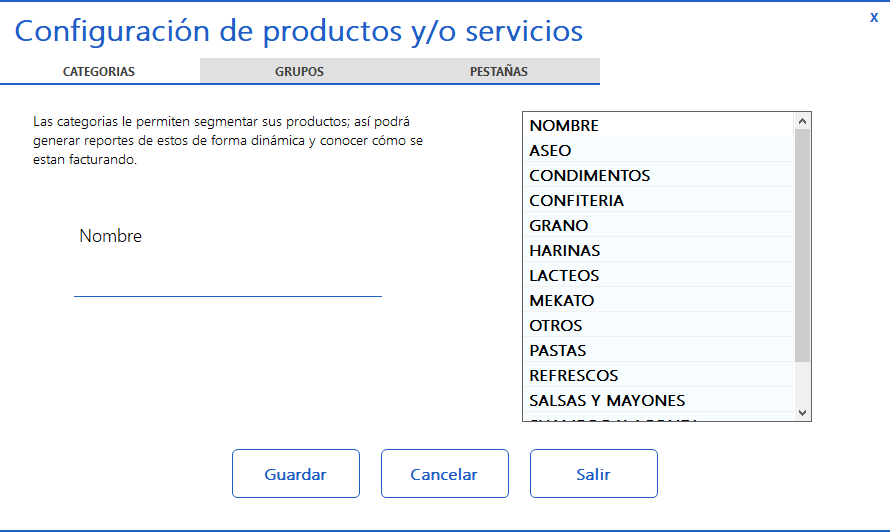 Configuración de productos y/o servicios
x
CATEGORIAS GRUPOS PESTAÑAS
Las categorias le permiten segmentar sus productos; así podrá
generar reportes de estos de forma dinámica y conocer cómo se
estan facturando.
Nombre
NOMBRE
ASEO
CONDIMENTOS
CONFITERIA
GRANO
HARINAS
LACTEOS
MEKATO
OTROS
PASTAS
REFRESCOS
SALSAS Y MAYONES
Guardar Cancelar Salir